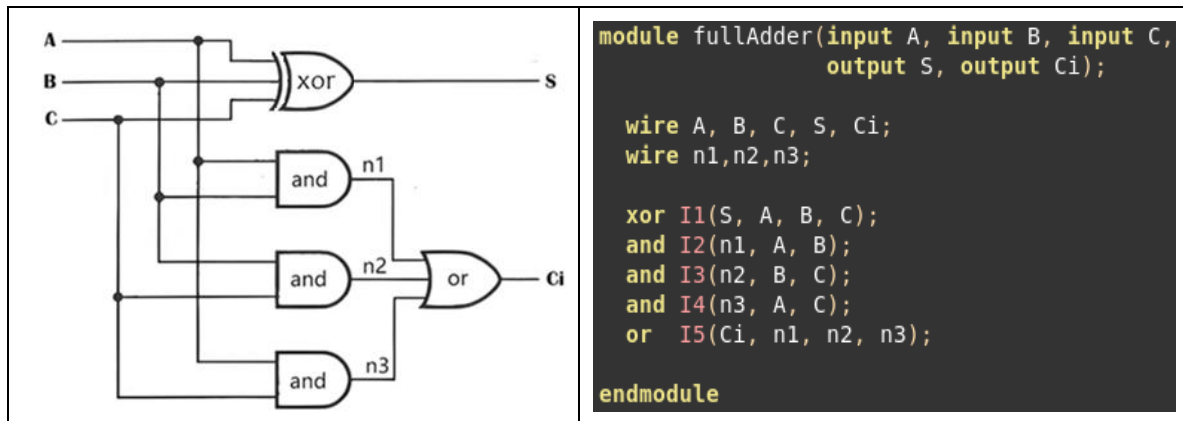 A
B
C
xor
S
and
n1
and
n2
or
Ci
and
n3
module fullAdder(input A, input B, input C,
output S, output Ci);
wire A, B, C, S, Ci;
wire n1,n2,n3;
xor I1(S, A, B, C);
and I2(n1, A, B);
and I3(n2, B, C);
and I4(n3, A, C);
or I5(Ci, n1, n2, n3);
endmodule